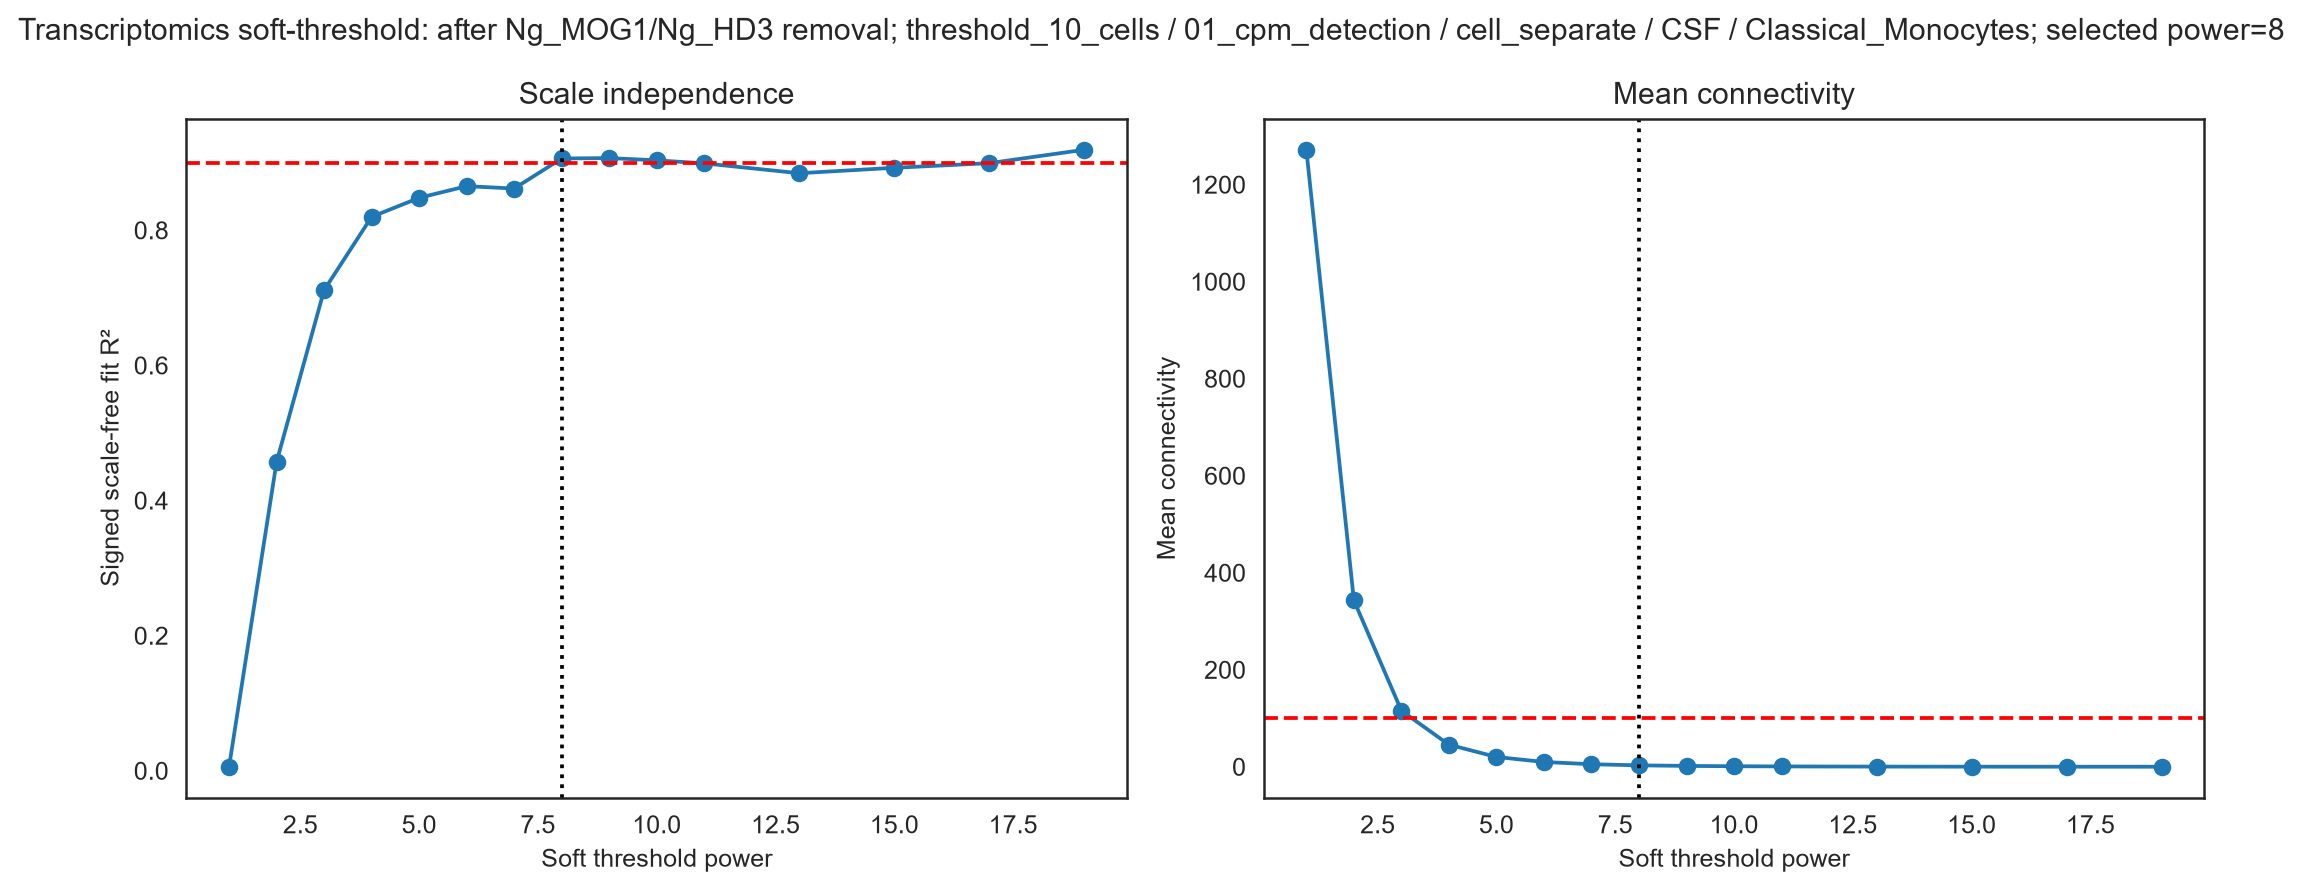 Transcriptomics soft-threshold: after Ng_MOG1/Ng_HD3 removal; threshold_10_cells / 01_cpm_detection / cell_separate / CSF / Classical_Monocytes; selected power=8
Scale independence
Signed scale-free fit R²
0.8
0.6
0.4
0.2
0.0
2.5 5.0 7.5 10.0 12.5 15.0 17.5
Soft threshold power
Mean connectivity
Mean connectivity
1200
1000
800
600
400
200
0
2.5 5.0 7.5 10.0 12.5 15.0 17.5
Soft threshold power